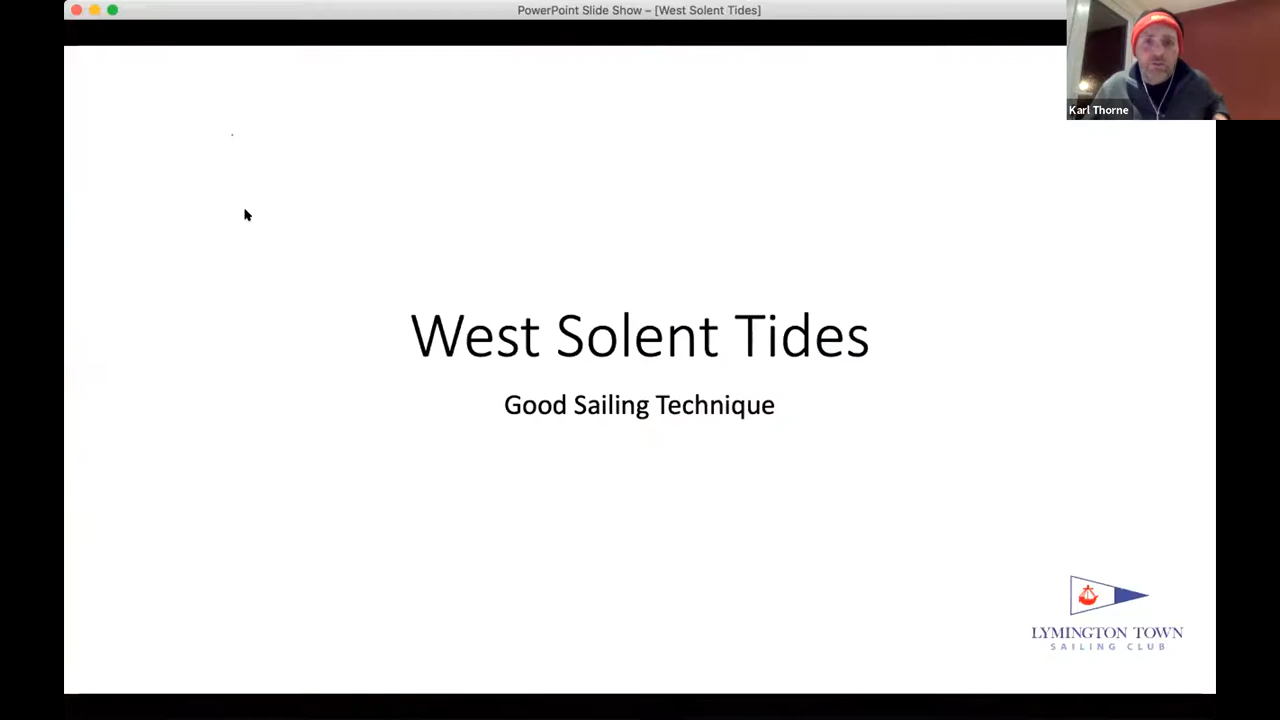 PowerPoint Slide Show – [West Solent Tides]
Karl Thorne
West Solent Tides
Good Sailing Technique
LYMINGTON TOWN
SAILING CLUB